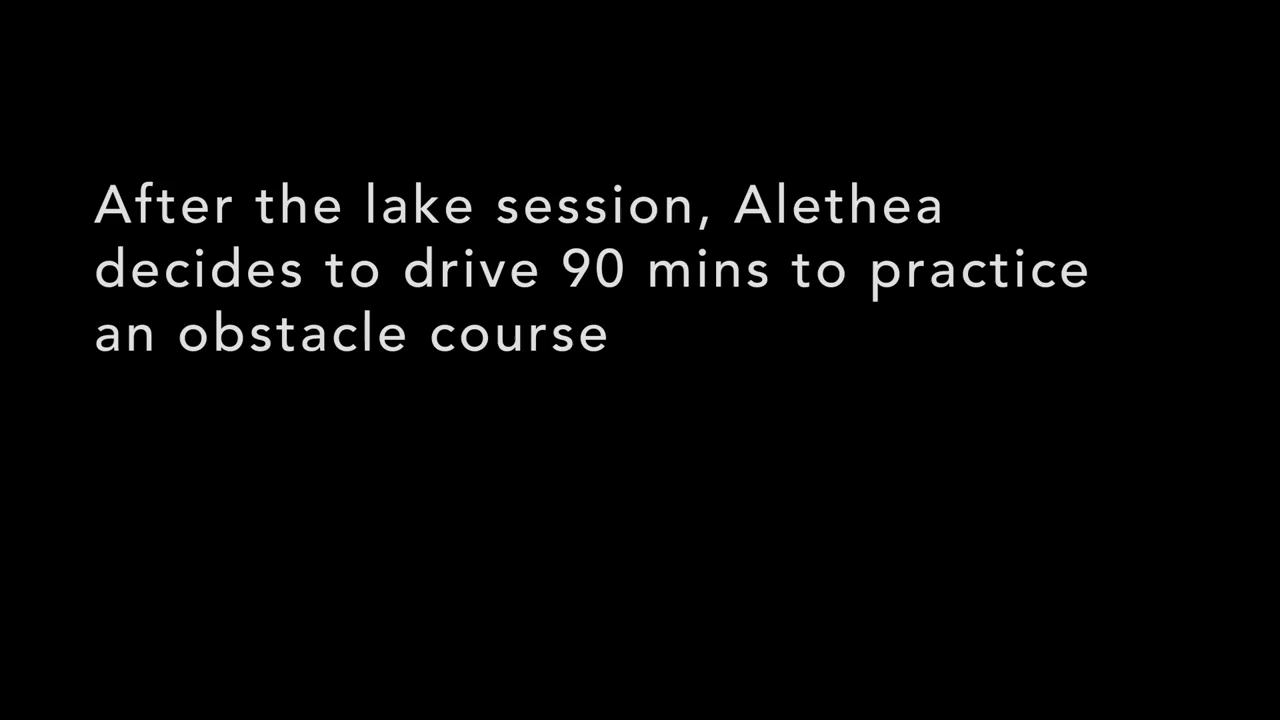 After the lake session, Alethea
decides to drive 90 mins to practice
an obstacle course